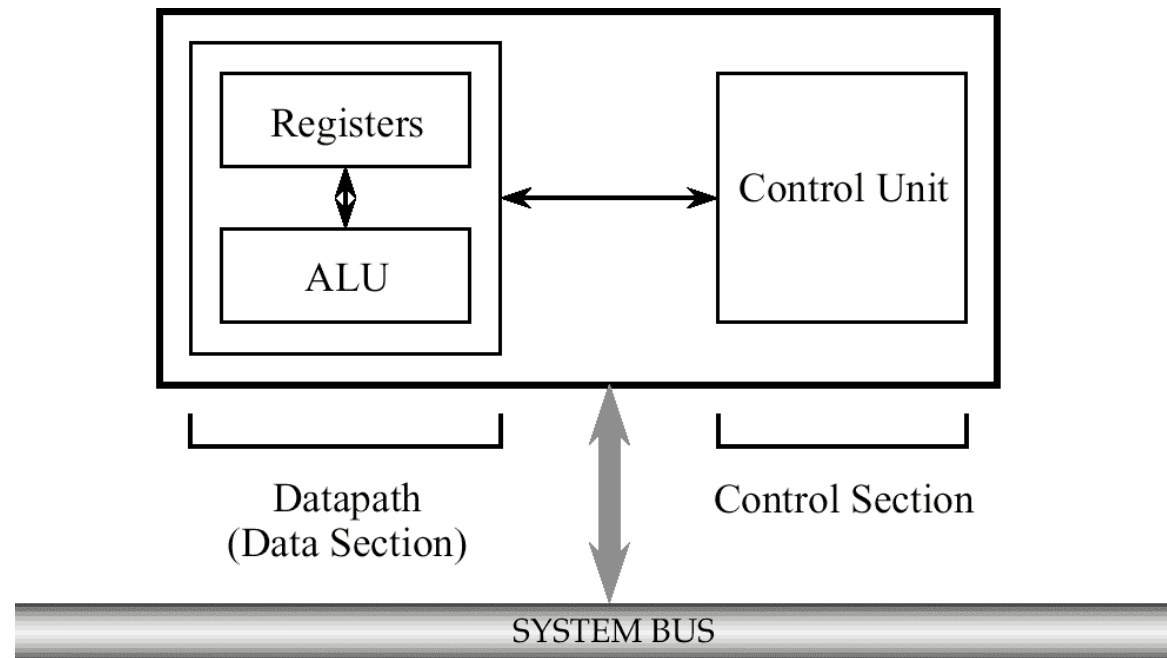 Registers
ALU
Control Unit
Datapath
(Data Section)
Control Section
SYSTEM BUS